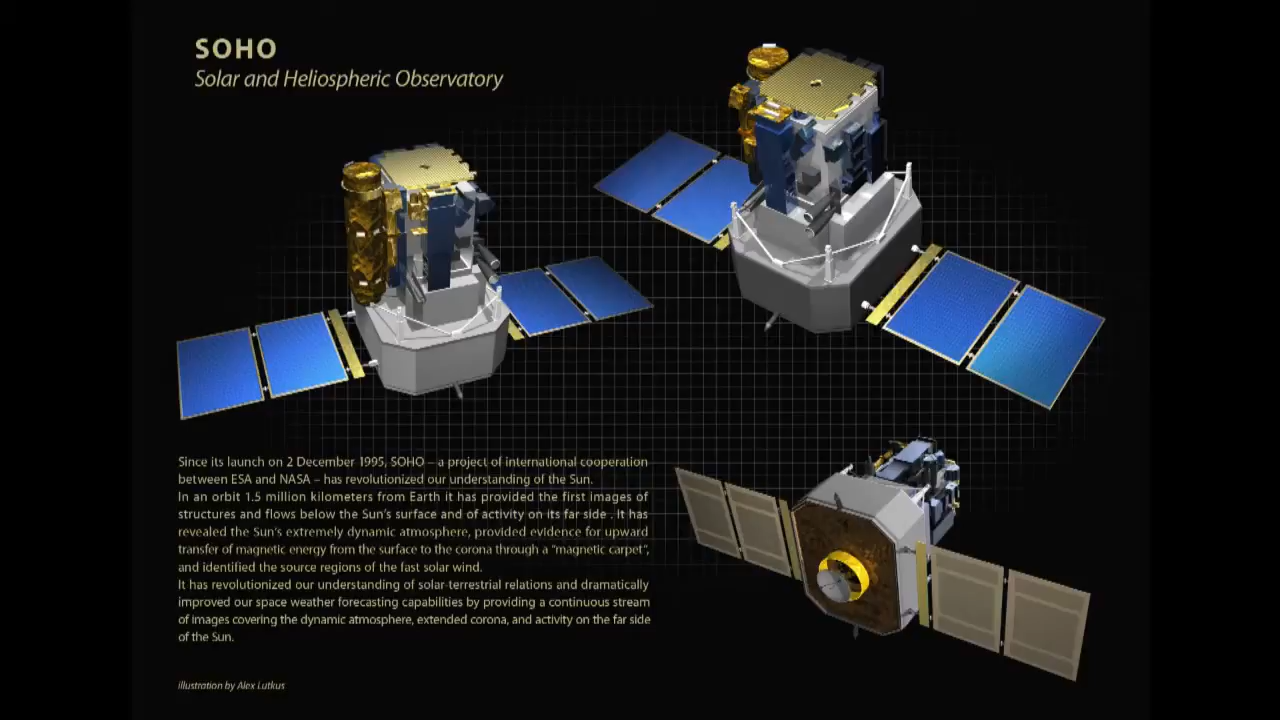 SOHO
Solar and Heliospheric Observatory
Since its launch on 2 December 1995, SOHO – a project of international cooperation
between ESA and NASA – has revolutionized our understanding of the Sun.
In an orbit 1.5 million kilometers from Earth it has provided the first images of
structures and flows below the Sun's surface and of activity on its far side . It has
revealed the Sun's extremely dynamic atmosphere, provided evidence for upward
transfer of magnetic energy from the surface to the corona through a "magnetic carpet",
and identified the source regions of the fast solar wind.
It has revolutionized our understanding of solar-terrestrial relations and dramatically
improved our space weather forecasting capabilities by providing a continuous stream
of images covering the dynamic atmosphere, extended corona, and activity on the far side
of the Sun.
illustration by Alex Lutkus